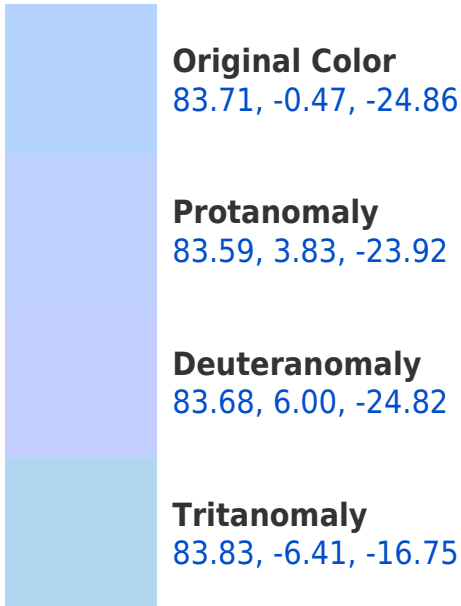 Original Color
83.71, -0.47, -24.86
Protanomaly
83.59, 3.83, -23.92
Deuteranomaly
83.68, 6.00, -24.82
Tritanomaly
83.83, -6.41, -16.75